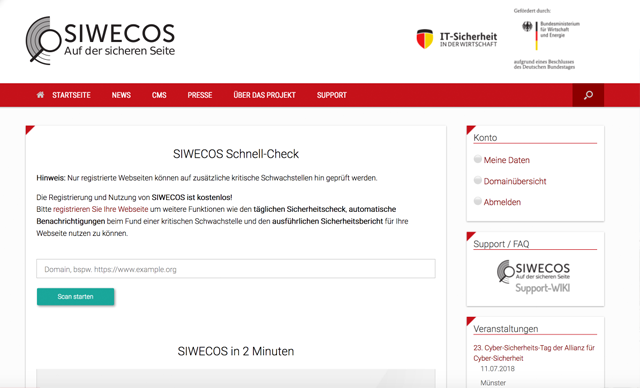 SIWECOS
Auf der sicheren Seite
IT-Sicherheit
IN DER WIRTSCHAFT
Gefördert durch:
Bundesministerium
für Wirtschaft
und Energie
aufgrund eines Beschlusses
des Deutschen Bundestages
STARTSEITE NEWS CMS PRESSE ÜBER DAS PROJEKT SUPPORT
SIWECOS Schnell-Check
Hinweis: Nur registrierte Webseiten können auf zusätzliche kritische Schwachstellen hin geprüft werden.
Die Registrierung und Nutzung von SIWECOS ist kostenlos!
Bitte registrieren Sie Ihre Webseite um weitere Funktionen wie den täglichen Sicherheitscheck, automatische
Benachrichtigungen beim Fund einer kritischen Schwachstelle und den ausführlichen Sicherheitsbericht für Ihre
Webseite nutzen zu können.
Domain, bspw. https://www.example.org
Scan starten
SIWECOS in 2 Minuten
Konto
Meine Daten
Domainübersicht
Abmelden
Support / FAQ
SIWECOS
Auf der sicheren Seite
Support-WIKI
Veranstaltungen
23. Cyber-Sicherheits-Tag der Allianz für
Cyber-Sicherheit
11.07.2018
Münster